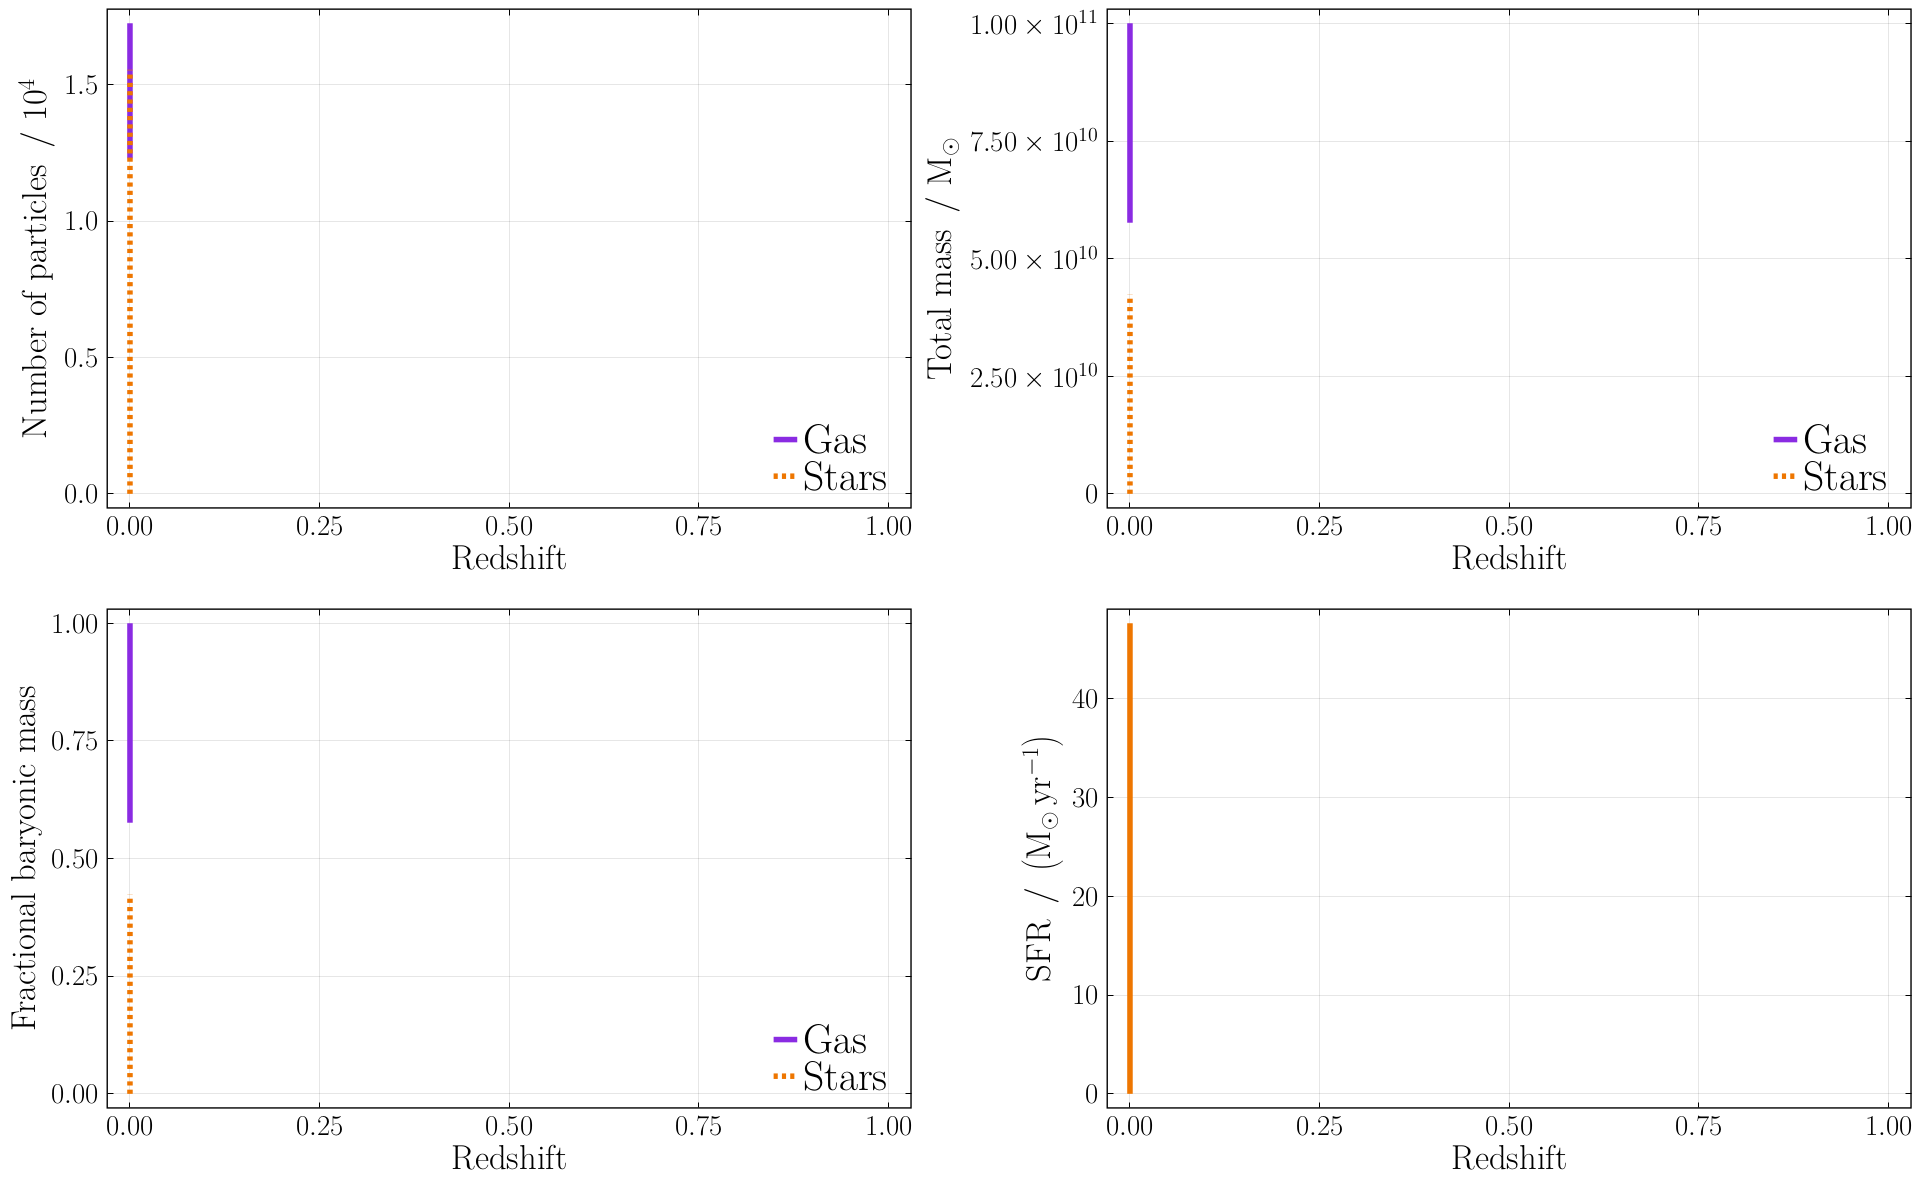 Number of particles / 10⁴
1.5
1.0
0.5
0.0
Gas
Stars
0.00 0.25 0.50 0.75 1.00
Redshift
Total mass / M⊙
1.00 × 10¹¹
7.50 × 10¹⁰
5.00 × 10¹⁰
2.50 × 10¹⁰
0
Gas
Stars
0.00 0.25 0.50 0.75 1.00
Redshift
Fractional baryonic mass
1.00
0.75
0.50
0.25
0.00
Gas
Stars
0.00 0.25 0.50 0.75 1.00
Redshift
SFR / (M⊙ yr⁻¹)
40
30
20
10
0
0.00 0.25 0.50 0.75 1.00
Redshift